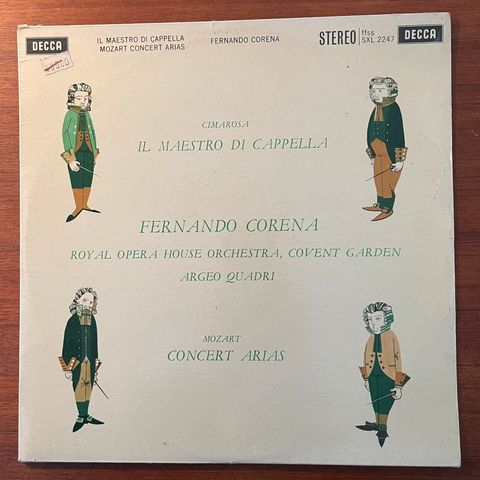 DECCA
IL MAESTRO DI CAPPELLA
MOZART CONCERT ARIAS
FERNANDO CORENA
STEREO
ffss
SXL 2247
DECCA
CIMAROSA
IL MAESTRO DI CAPPELLA
FERNANDO CORENA
ROYAL OPERA HOUSE ORCHESTRA, COVENT GARDEN
ARGEO QUADRI
MOZART
CONCERT ARIAS